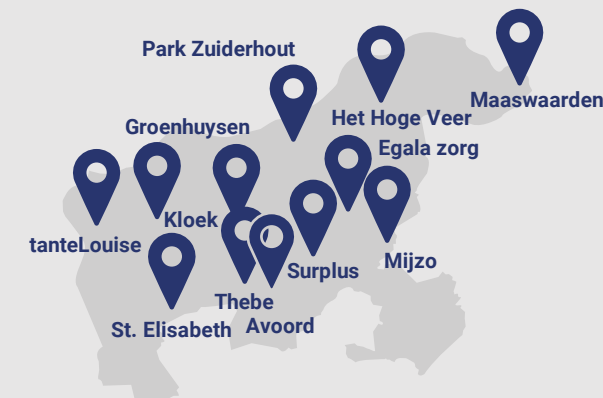 Park Zuiderhout
Maaswaarden
Het Hoge Veer
Groenhuysen
Egala zorg
Kloek
tanteLouise
Mijzo
Surplus
Thebe
St. Elisabeth
Avoord